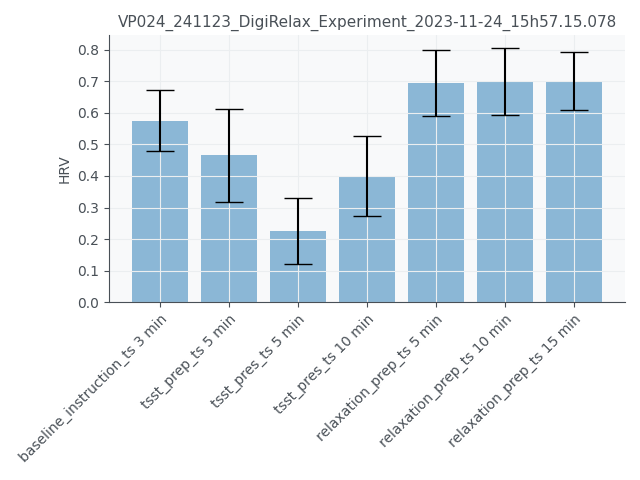 VP024_241123_DigiRelax_Experiment_2023-11-24_15h57.15.078
0.8
0.7
0.6
0.5
0.4
0.3
0.2
0.1
0.0
HRV
baseline_instruction_ts 3 min
tsst_prep_ts 5 min
tsst_pres_ts 5 min
tsst_pres_ts 10 min
relaxation_prep_ts 5 min
relaxation_prep_ts 10 min
relaxation_prep_ts 15 min